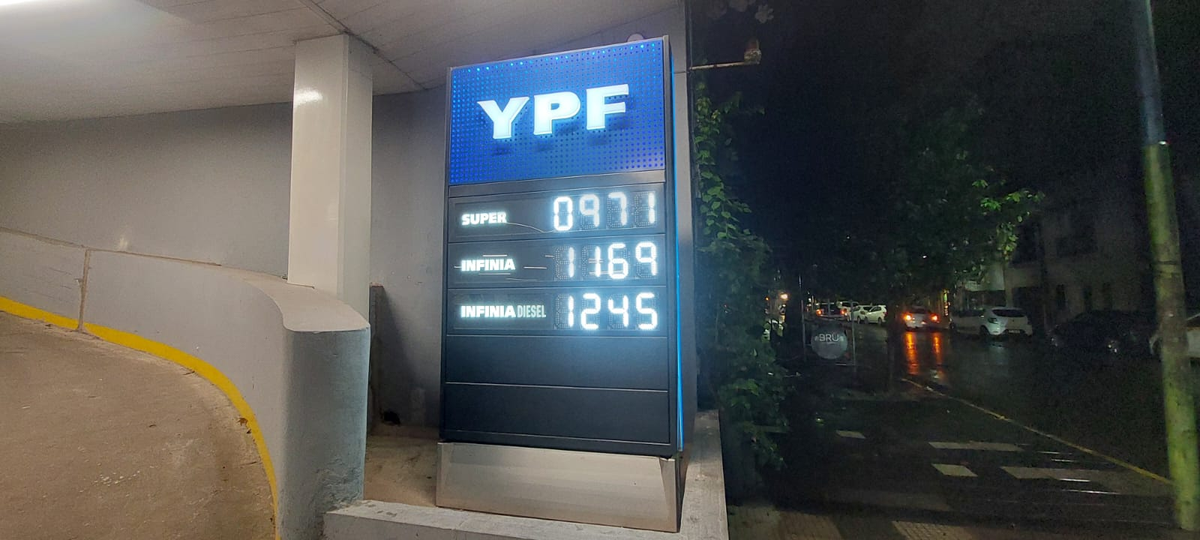 YPF
SUPER 0971
INFINIA 1169
INFINIA DIESEL 1245